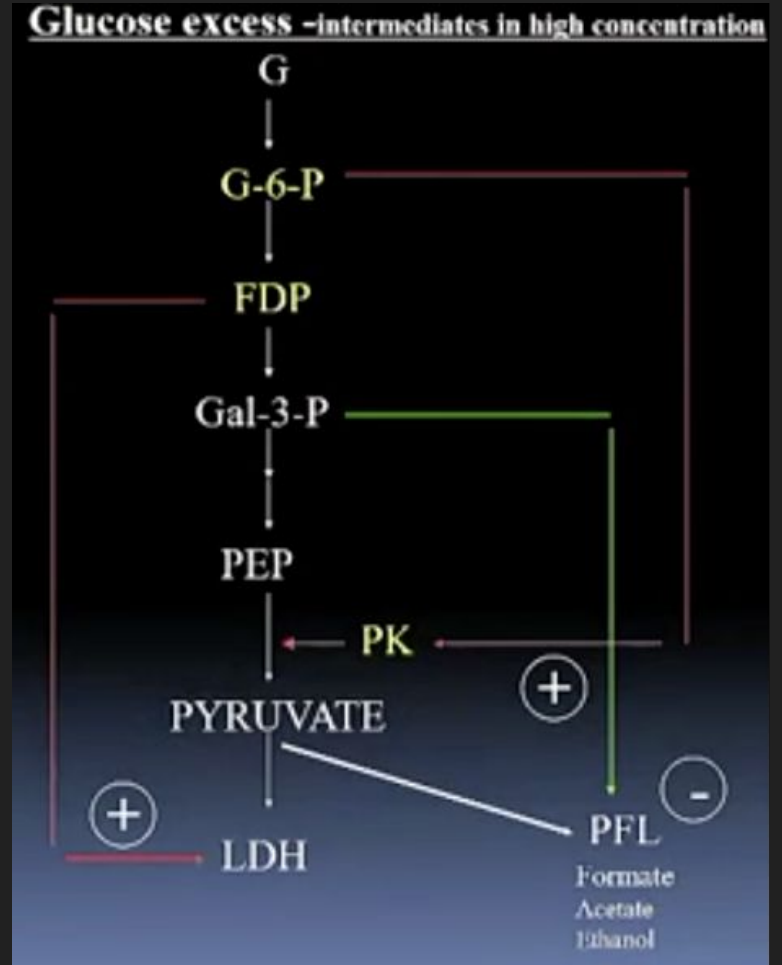 Glucose excess -intermediates in high concentration
G
G-6-P
FDP
Gal-3-P
PEP
PK
+
PYRUVATE
-
+
PFL
LDH
Formate
Acetate
Ethanol